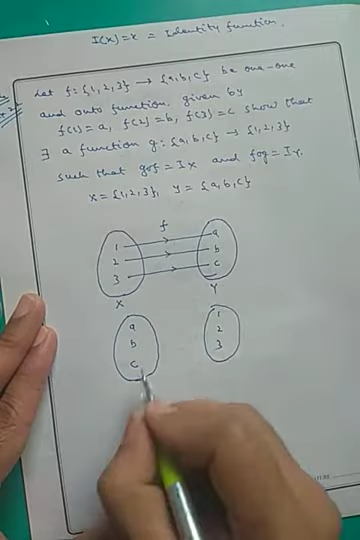 I(x)=x = Identity function.
Let f: {1,2,3} → {a,b,c} be one-one
and onto function. given by
f(1)=a, f(2)=b, f(3)=c show that
∃ a function g: {a,b,c} → {1,2,3}
such that gof = Ix and fog = Iy.
x = {1,2,3}, y = {a,b,c}
f
1 a
2 b
3 c
X Y
a 1
b 2
c 3